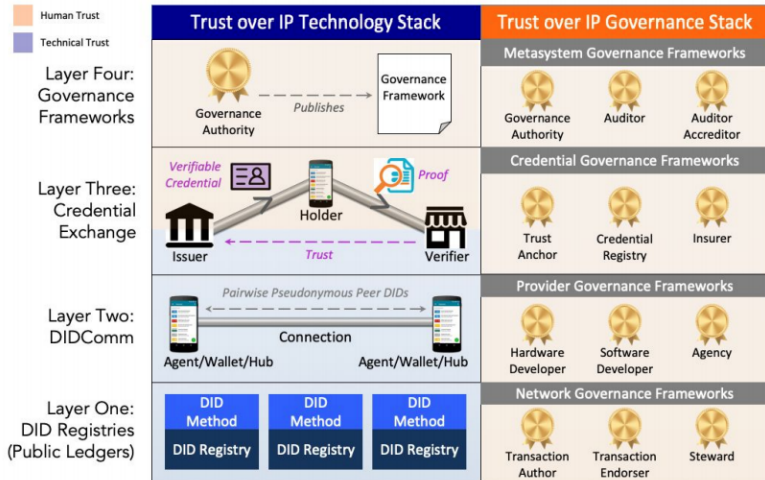 Human Trust
Technical Trust
Trust over IP Technology Stack
Trust over IP Governance Stack
Layer Four:
Governance
Frameworks
Governance
Authority
Publishes
Governance
Framework
Metasystem Governance Frameworks
Governance
Authority
Auditor
Auditor
Accreditor
Layer Three:
Credential
Exchange
Verifiable
Credential
Proof
Holder
Issuer
Trust
Verifier
Credential Governance Frameworks
Trust
Anchor
Credential
Registry
Insurer
Layer Two:
DIDComm
Pairwise Pseudonymous Peer DIDs
Connection
Agent/Wallet/Hub
Agent/Wallet/Hub
Provider Governance Frameworks
Hardware
Developer
Software
Developer
Agency
Layer One:
DID Registries
(Public Ledgers)
DID
Method
DID Registry
DID
Method
DID Registry
DID
Method
DID Registry
Network Governance Frameworks
Transaction
Author
Transaction
Endorser
Steward